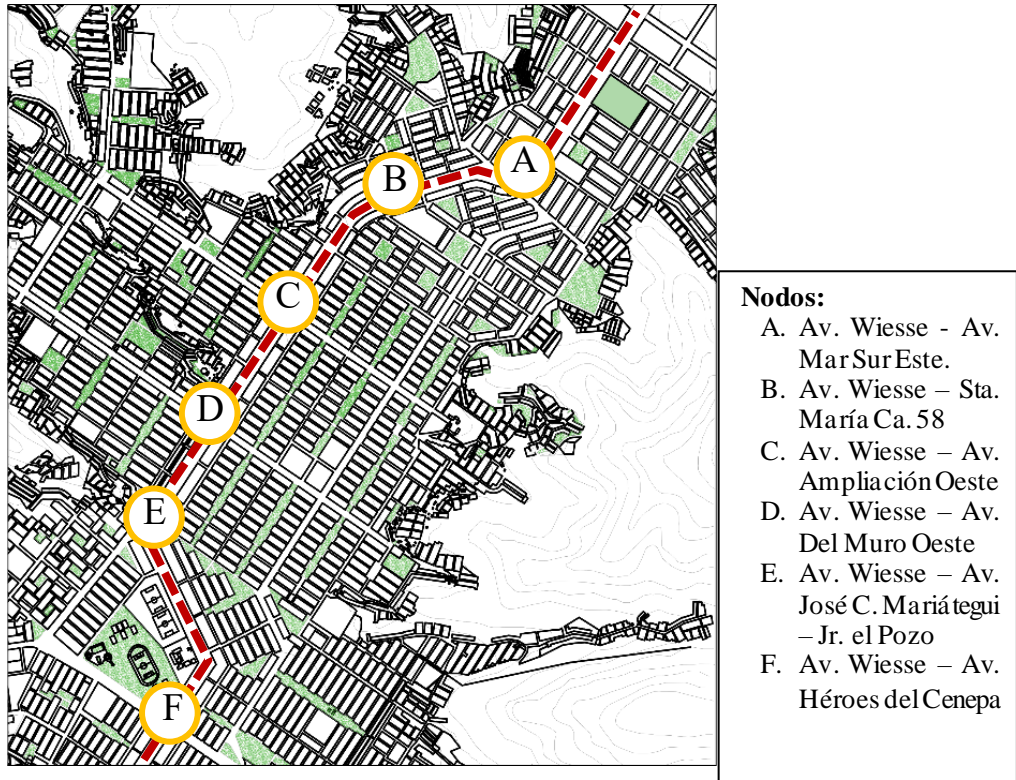 A
B
C
D
E
F
Nodos:
A. Av. Wiesse - Av.
Mar Sur Este.
B. Av. Wiesse – Sta.
María Ca. 58
C. Av. Wiesse – Av.
Ampliación Oeste
D. Av. Wiesse – Av.
Del Muro Oeste
E. Av. Wiesse – Av.
José C. Mariátegui
– Jr. el Pozo
F. Av. Wiesse – Av.
Héroes del Cenepa